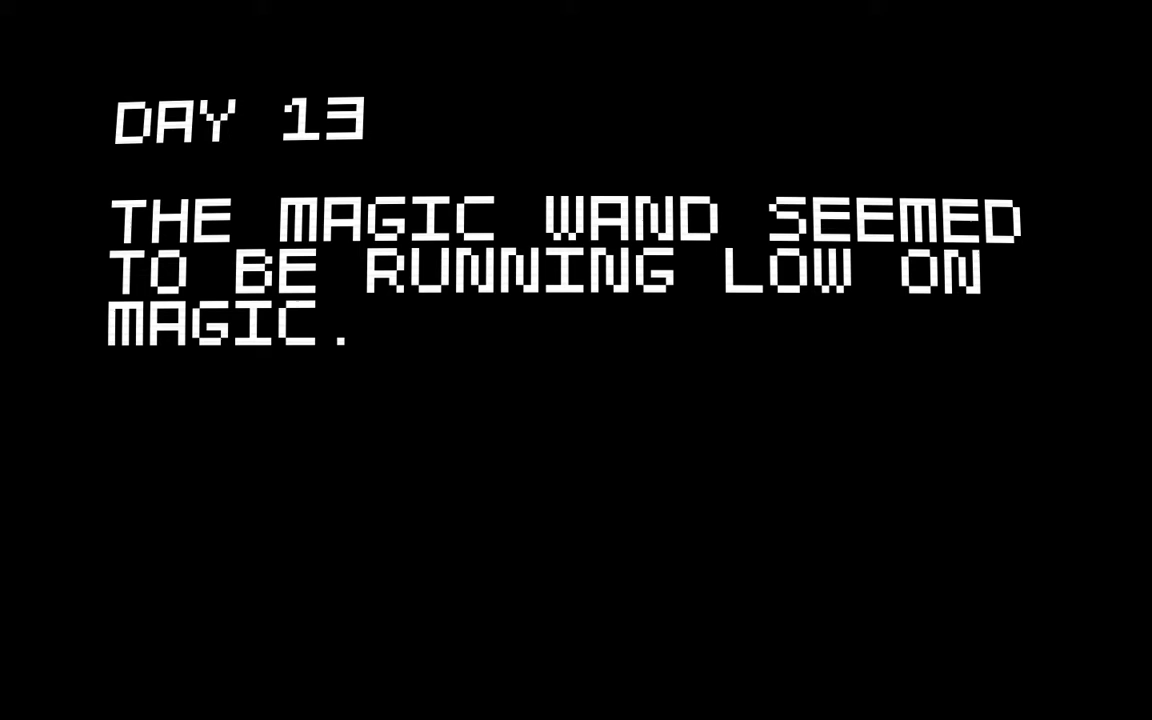 DAY 13
THE MAGIC WAND SEEMED
TO BE RUNNING LOW ON
MAGIC.